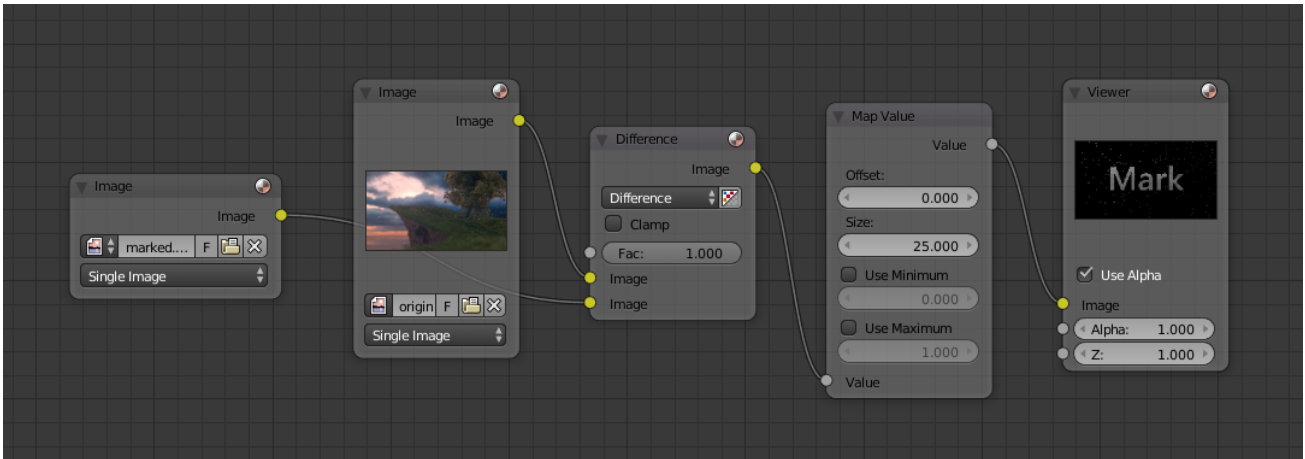 Image
Image
marked.... F
Single Image
Image
Image
origin F
Single Image
Difference
Image
Difference
Clamp
Fac: 1.000
Image
Image
Map Value
Value
Offset:
0.000
Size:
25.000
Use Minimum
0.000
Use Maximum
1.000
Value
Viewer
Mark
Use Alpha
Image
Alpha: 1.000
Z: 1.000